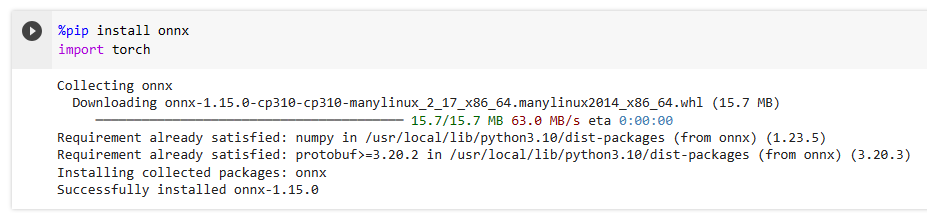 %pip install onnx
import torch
Collecting onnx
Downloading onnx-1.15.0-cp310-cp310-manylinux_2_17_x86_64.manylinux2014_x86_64.whl (15.7 MB)
15.7/15.7 MB 63.0 MB/s eta 0:00:00
Requirement already satisfied: numpy in /usr/local/lib/python3.10/dist-packages (from onnx) (1.23.5)
Requirement already satisfied: protobuf>=3.20.2 in /usr/local/lib/python3.10/dist-packages (from onnx) (3.20.3)
Installing collected packages: onnx
Successfully installed onnx-1.15.0